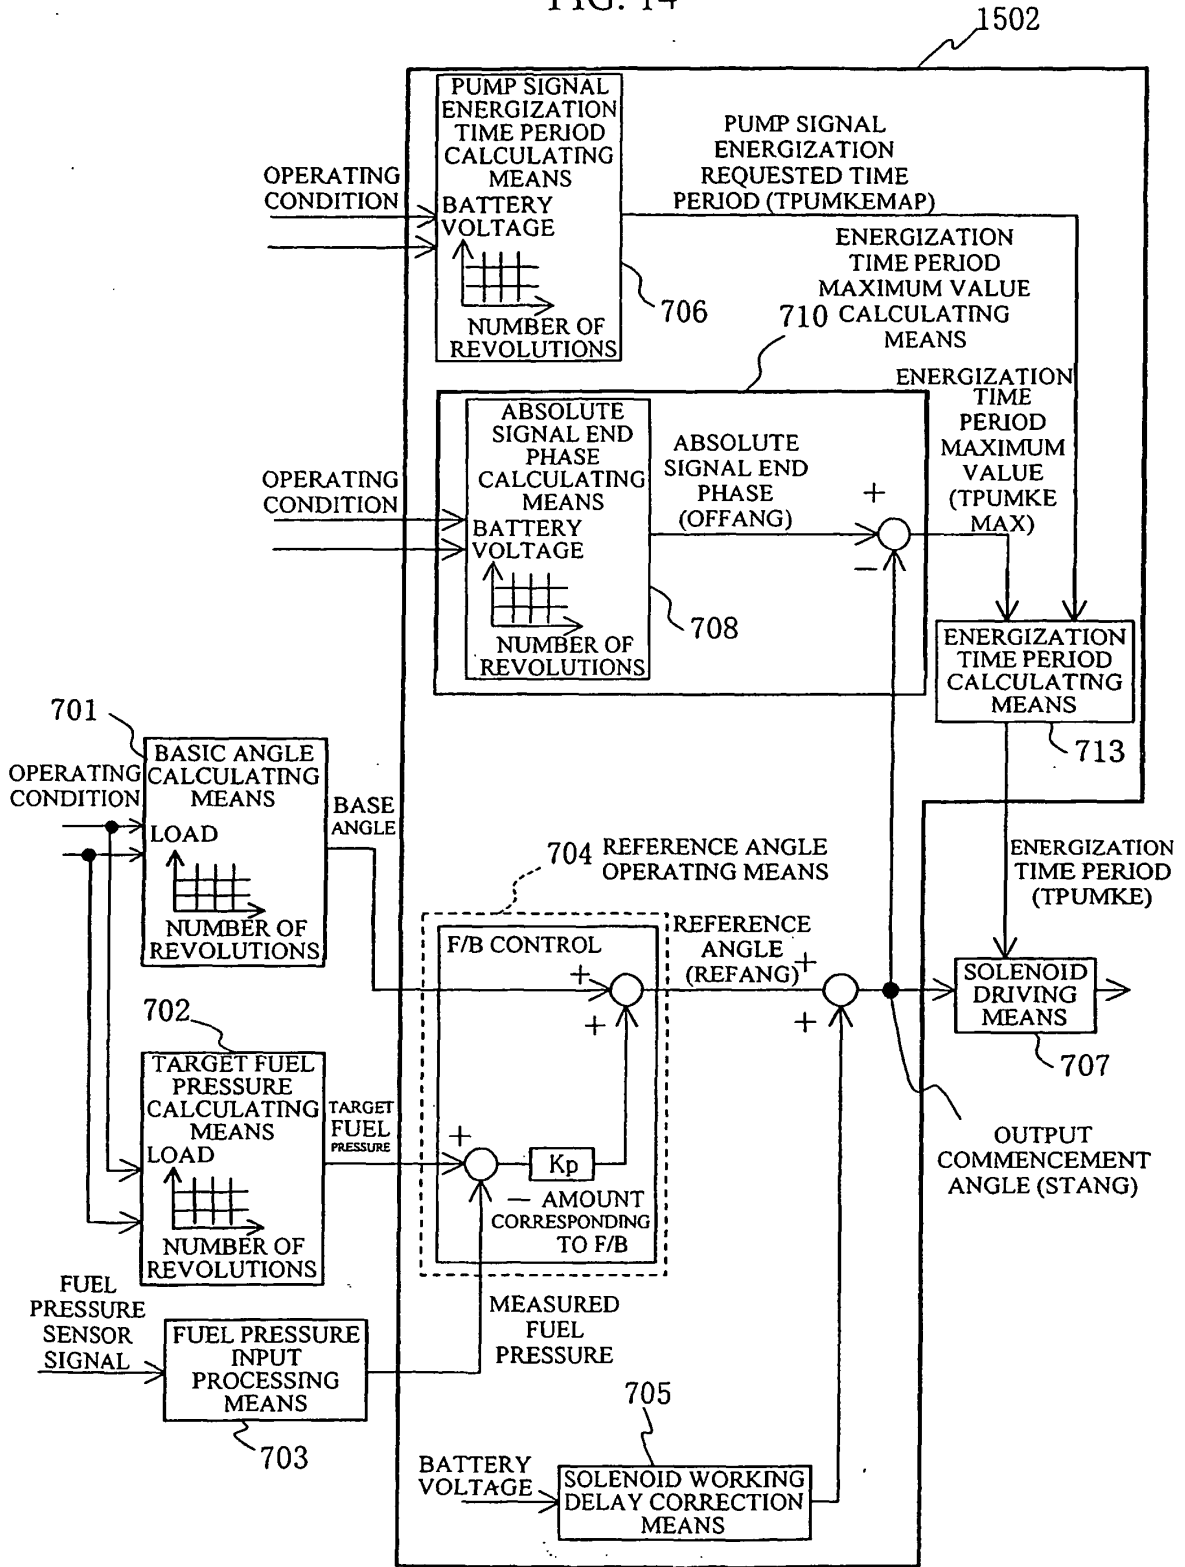 FIG. 14
1502
PUMP SIGNAL
ENERGIZATION
TIME PERIOD
CALCULATING
MEANS
BATTERY
VOLTAGE
NUMBER OF
REVOLUTIONS
OPERATING
CONDITION
706
PUMP SIGNAL
ENERGIZATION
REQUESTED TIME
PERIOD (TPUMKEMAP)
ENERGIZATION
TIME PERIOD
MAXIMUM VALUE
CALCULATING
MEANS
710
ABSOLUTE
SIGNAL END
PHASE
CALCULATING
MEANS
BATTERY
VOLTAGE
NUMBER OF
REVOLUTIONS
OPERATING
CONDITION
708
ABSOLUTE
SIGNAL END
PHASE
(OFFANG)
+
−
ENERGIZATION
TIME
PERIOD
MAXIMUM
VALUE
(TPUMKE
MAX)
ENERGIZATION
TIME PERIOD
CALCULATING
MEANS
713
701
BASIC ANGLE
CALCULATING
MEANS
LOAD
NUMBER OF
REVOLUTIONS
OPERATING
CONDITION
BASE
ANGLE
704 REFERENCE ANGLE
OPERATING MEANS
F/B CONTROL
+
+
REFERENCE
ANGLE
(REFANG)
+
+
ENERGIZATION
TIME PERIOD
(TPUMKE)
SOLENOID
DRIVING
MEANS
707
702
TARGET FUEL
PRESSURE
CALCULATING
MEANS
LOAD
NUMBER OF
REVOLUTIONS
TARGET
FUEL
PRESSURE
+
Kp
− AMOUNT
CORRESPONDING
TO F/B
OUTPUT
COMMENCEMENT
ANGLE (STANG)
FUEL
PRESSURE
SENSOR
SIGNAL
FUEL PRESSURE
INPUT
PROCESSING
MEANS
703
MEASURED
FUEL
PRESSURE
705
BATTERY
VOLTAGE
SOLENOID WORKING
DELAY CORRECTION
MEANS